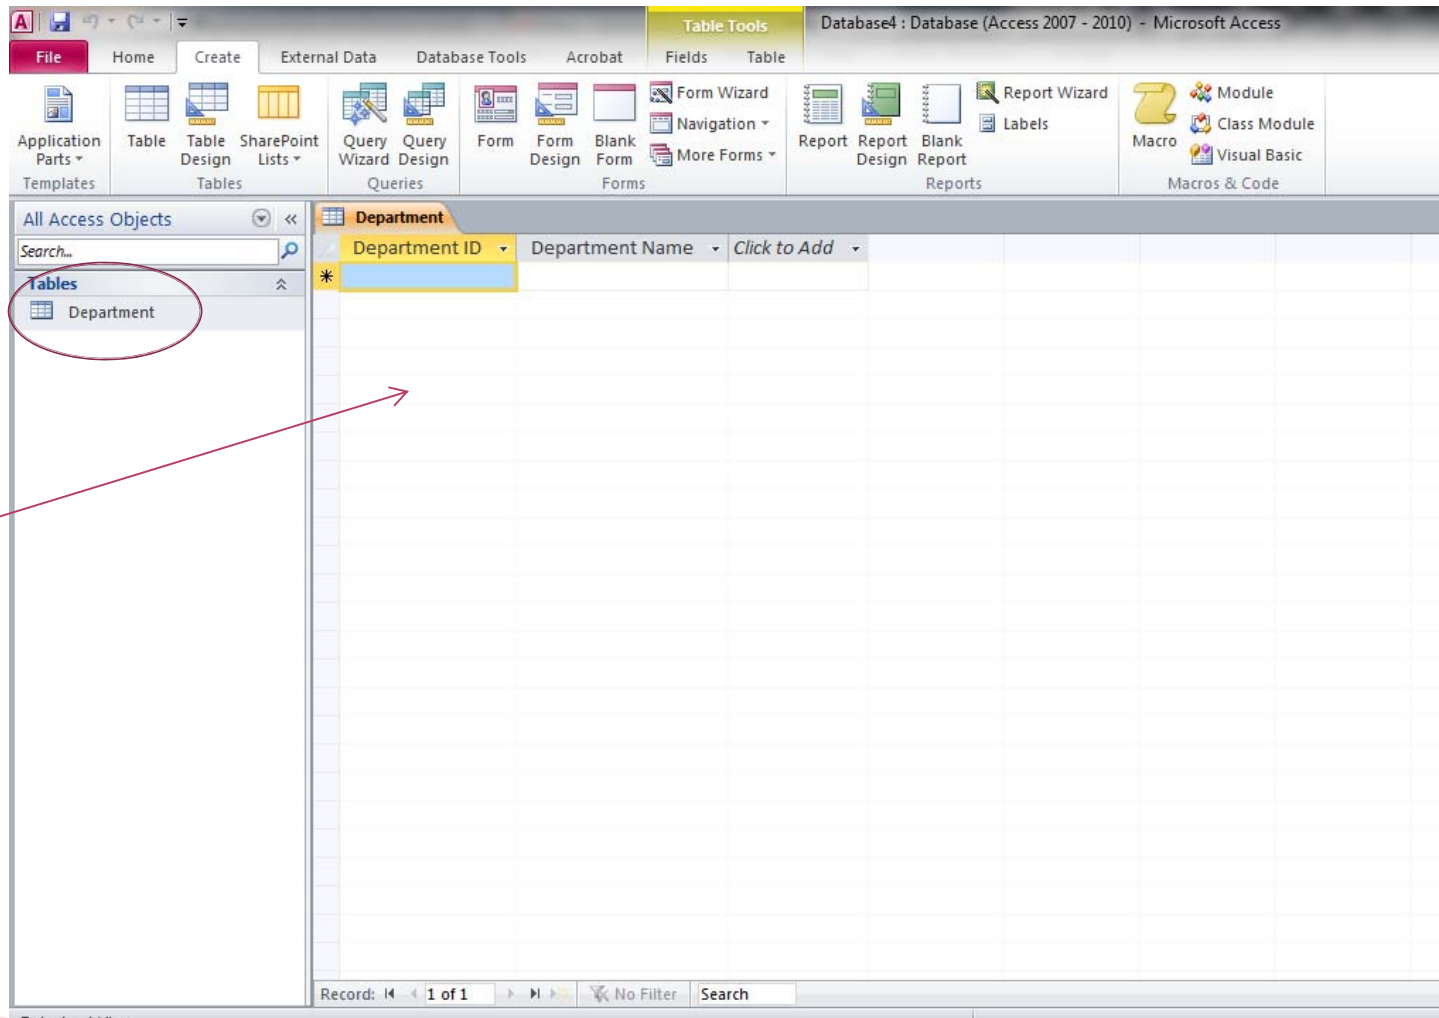 Table Tools Database4 : Database (Access 2007 - 2010) - Microsoft Access
File Home Create External Data Database Tools Acrobat Fields Table
Application Parts
Table
Table Design
SharePoint Lists
Query Wizard
Query Design
Form
Form Design
Blank Form
Form Wizard
Navigation
More Forms
Report
Report Design
Blank Report
Report Wizard
Labels
Macro
Module
Class Module
Visual Basic
Templates Tables Queries Forms Reports Macros & Code
All Access Objects
Search...
Tables
Department
Department
Department ID Department Name Click to Add
Record: 1 of 1 No Filter Search